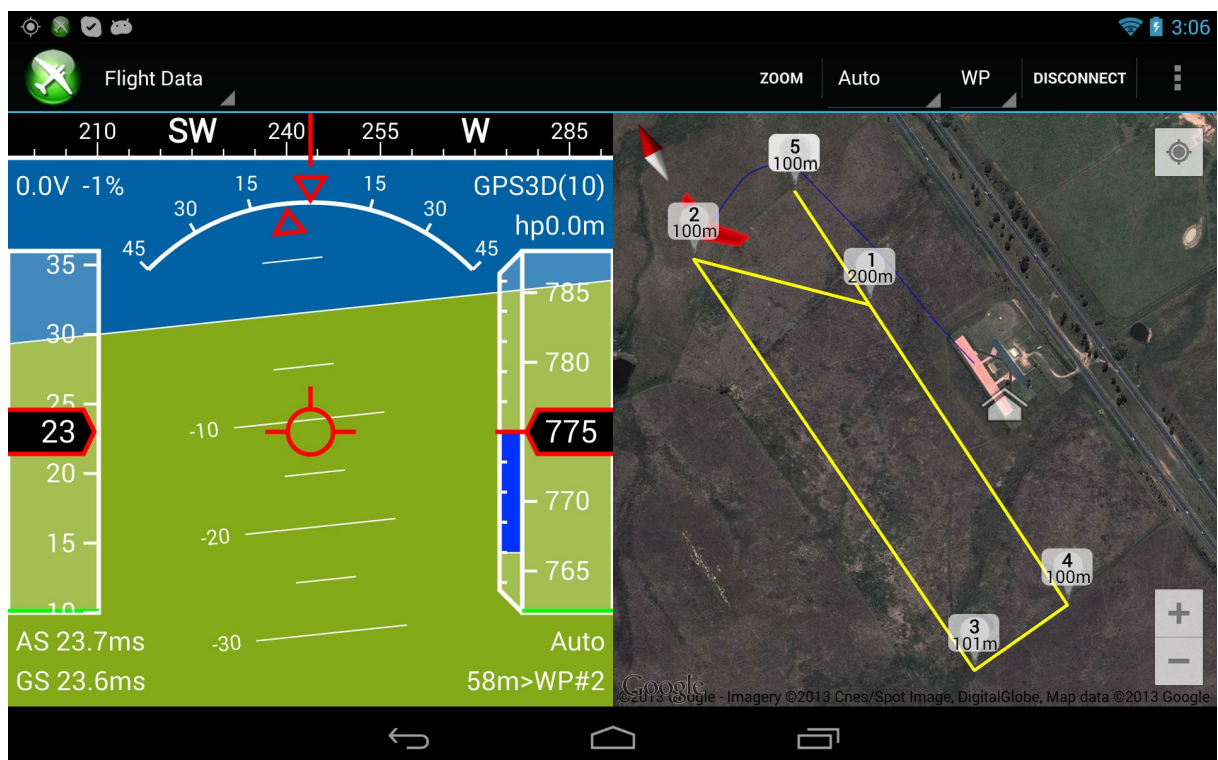 3:06
Flight Data
ZOOM
Auto
WP
DISCONNECT
210 SW 240 255 W 285
0.0V -1%
GPS3D(10)
hp0.0m
45 30 15 15 30 45
35
30
25
23
20
15
10
785
780
775
770
765
-10
-20
-30
AS 23.7ms
GS 23.6ms
Auto
58m>WP#2
5
100m
2
100m
1
200m
4
100m
3
101m
+
−
Google
©2013 Google - Imagery ©2013 Cnes/Spot Image, DigitalGlobe, Map data ©2013 Google